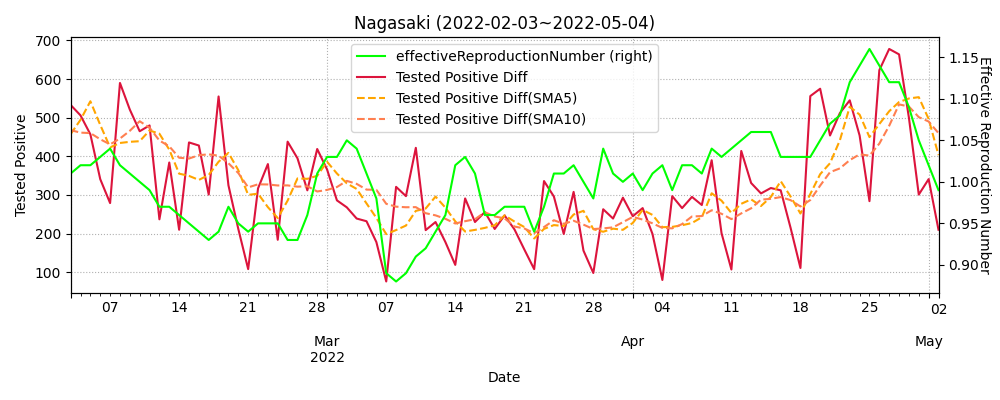 Nagasaki (2022-02-03~2022-05-04)
effectiveReproductionNumber (right)
Tested Positive Diff
Tested Positive Diff(SMA5)
Tested Positive Diff(SMA10)
Tested Positive
700
600
500
400
300
200
100
1.15
1.10
1.05
1.00
0.95
0.90
Effective Reproduction Number
07 14 21 28 07 14 21 28 04 11 18 25 02
Mar Apr May
2022
Date